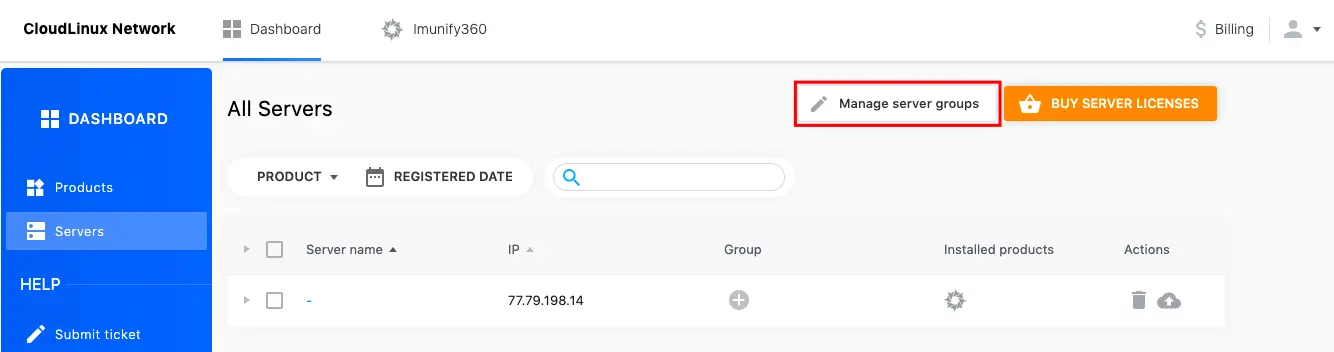 CloudLinux Network
Dashboard
Imunify360
Billing
DASHBOARD
Products
Servers
HELP
Submit ticket
All Servers
Manage server groups
BUY SERVER LICENSES
PRODUCT
REGISTERED DATE
Server name
IP
Group
Installed products
Actions
-
77.79.198.14